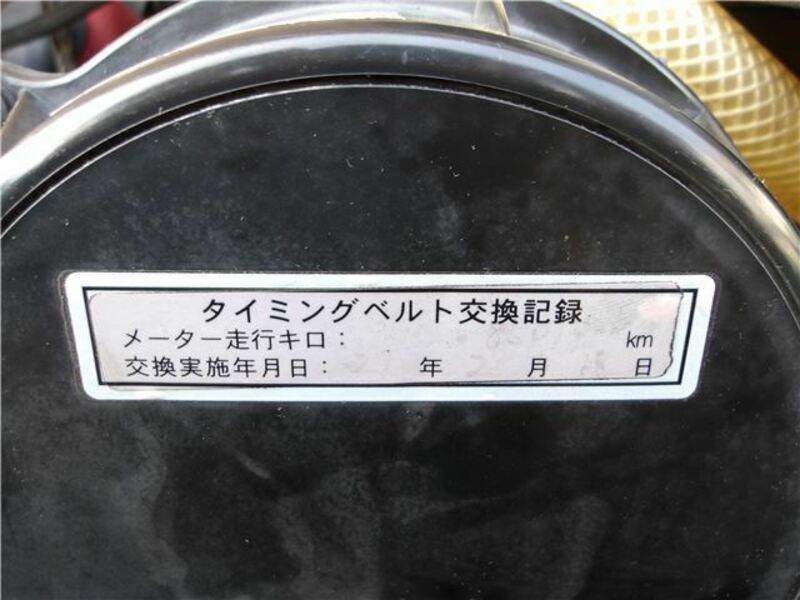 タイミングベルト交換記録
メーター走行キロ： km
交換実施年月日： 年 月 日